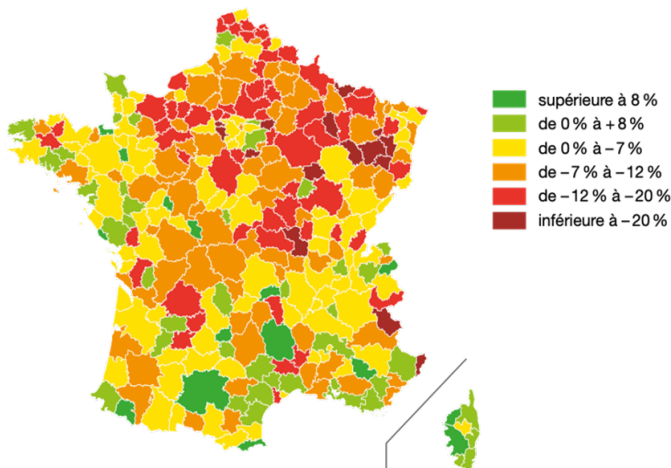 supérieure à 8 %
de 0 % à +8 %
de 0 % à −7 %
de −7 % à −12 %
de −12 % à −20 %
inférieure à −20 %